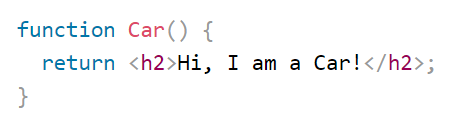 function Car() {
  return <h2>Hi, I am a Car!</h2>;
}